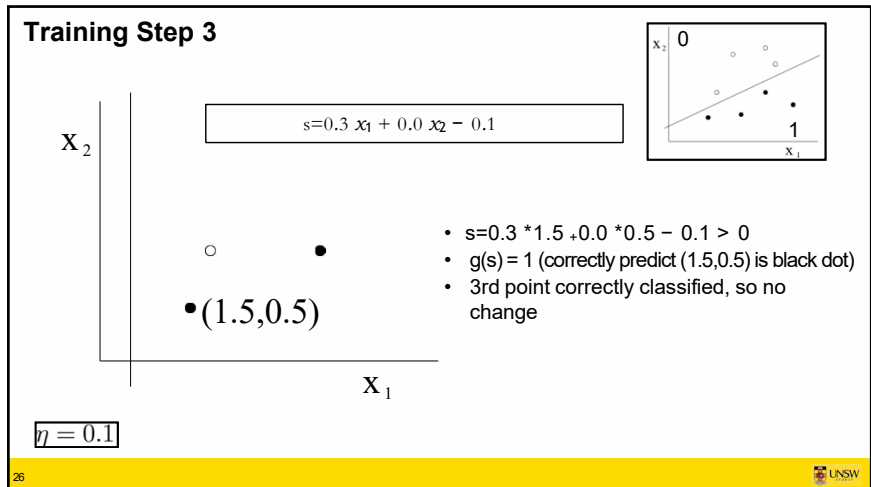 Training Step 3
x₂ 0
1
x₁
s=0.3 x₁ + 0.0 x₂ − 0.1
x₂
• s=0.3 *1.5 +0.0 *0.5 − 0.1 > 0
• g(s) = 1 (correctly predict (1.5,0.5) is black dot)
• 3rd point correctly classified, so no
change
(1.5,0.5)
x₁
η = 0.1
26
UNSW